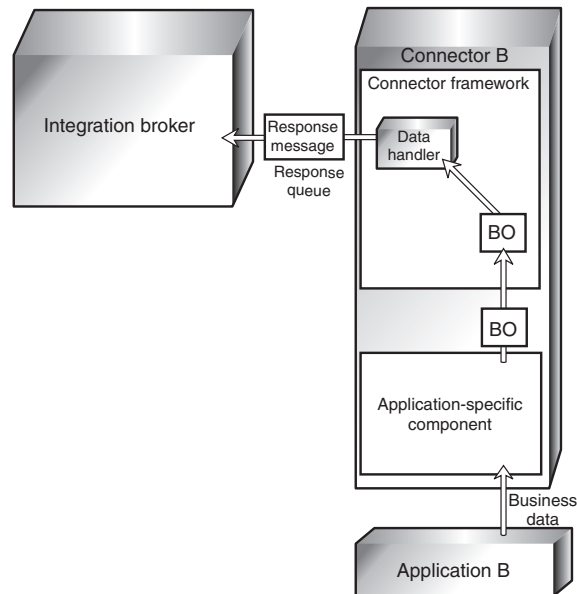 Connector B
Connector framework
Integration broker
Response
message
Response
queue
Data
handler
BO
BO
Application-specific
component
Business
data
Application B